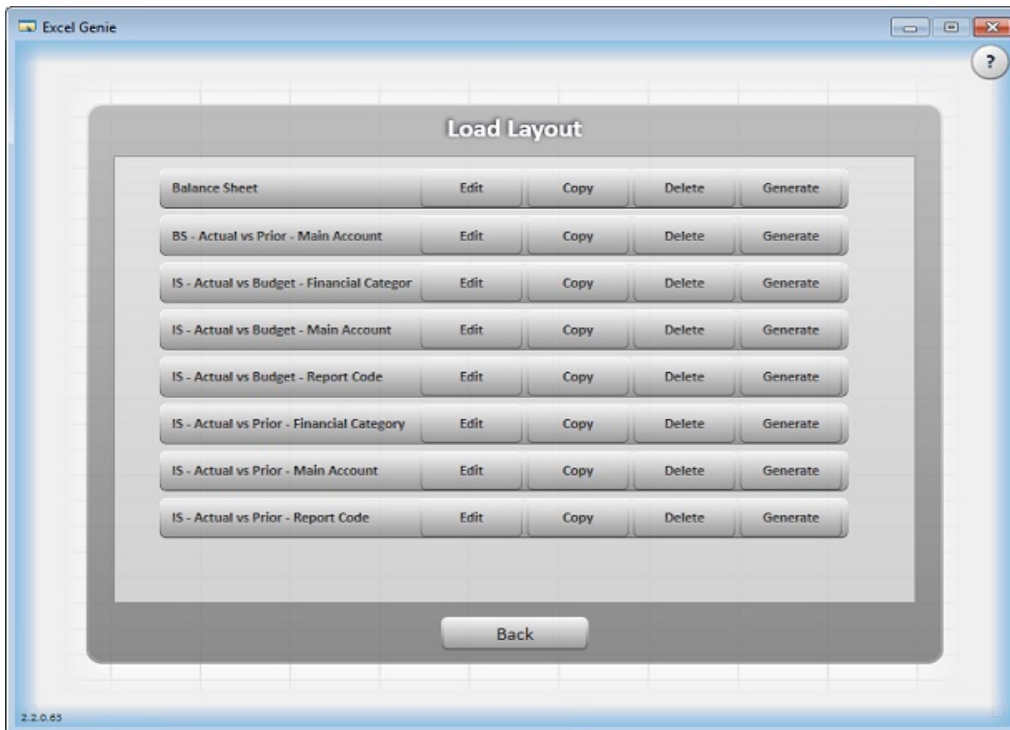 Excel Genie
?
Load Layout
Balance Sheet Edit Copy Delete Generate
BS - Actual vs Prior - Main Account Edit Copy Delete Generate
IS - Actual vs Budget - Financial Categor Edit Copy Delete Generate
IS - Actual vs Budget - Main Account Edit Copy Delete Generate
IS - Actual vs Budget - Report Code Edit Copy Delete Generate
IS - Actual vs Prior - Financial Category Edit Copy Delete Generate
IS - Actual vs Prior - Main Account Edit Copy Delete Generate
IS - Actual vs Prior - Report Code Edit Copy Delete Generate
Back
2.2.0.63